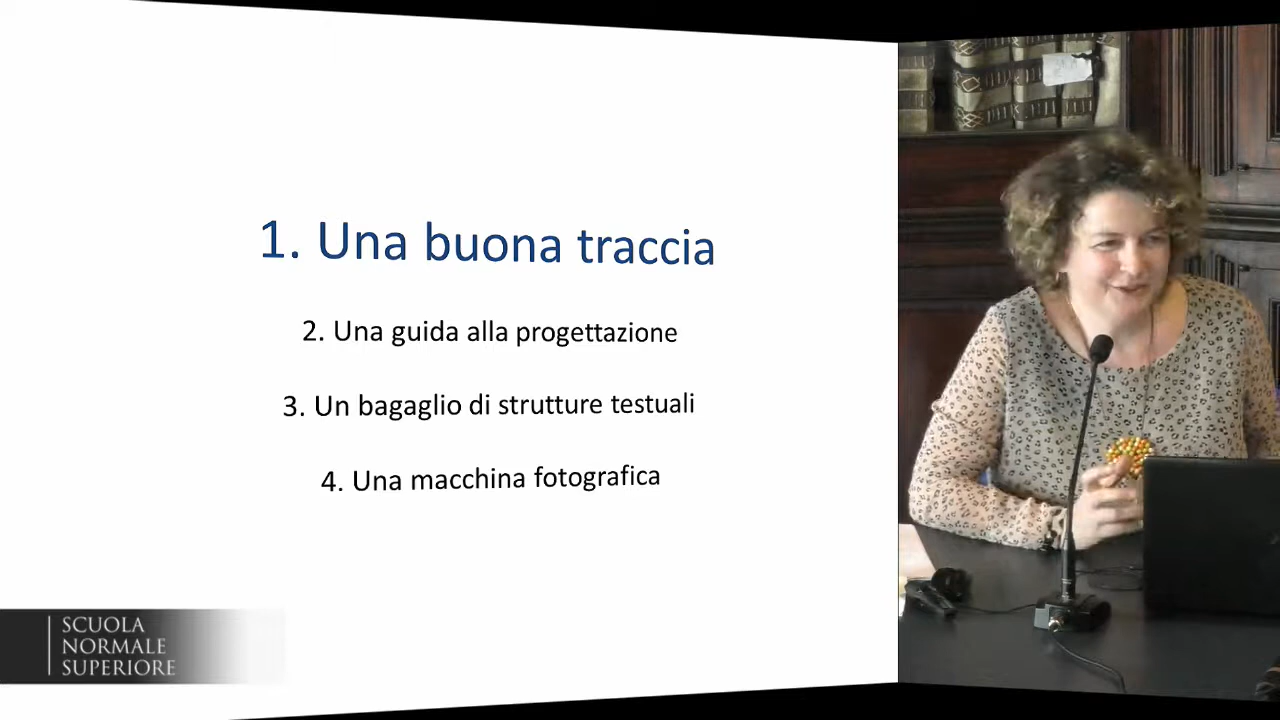 1. Una buona traccia
2. Una guida alla progettazione
3. Un bagaglio di strutture testuali
4. Una macchina fotografica
SCUOLA
NORMALE
SUPERIORE